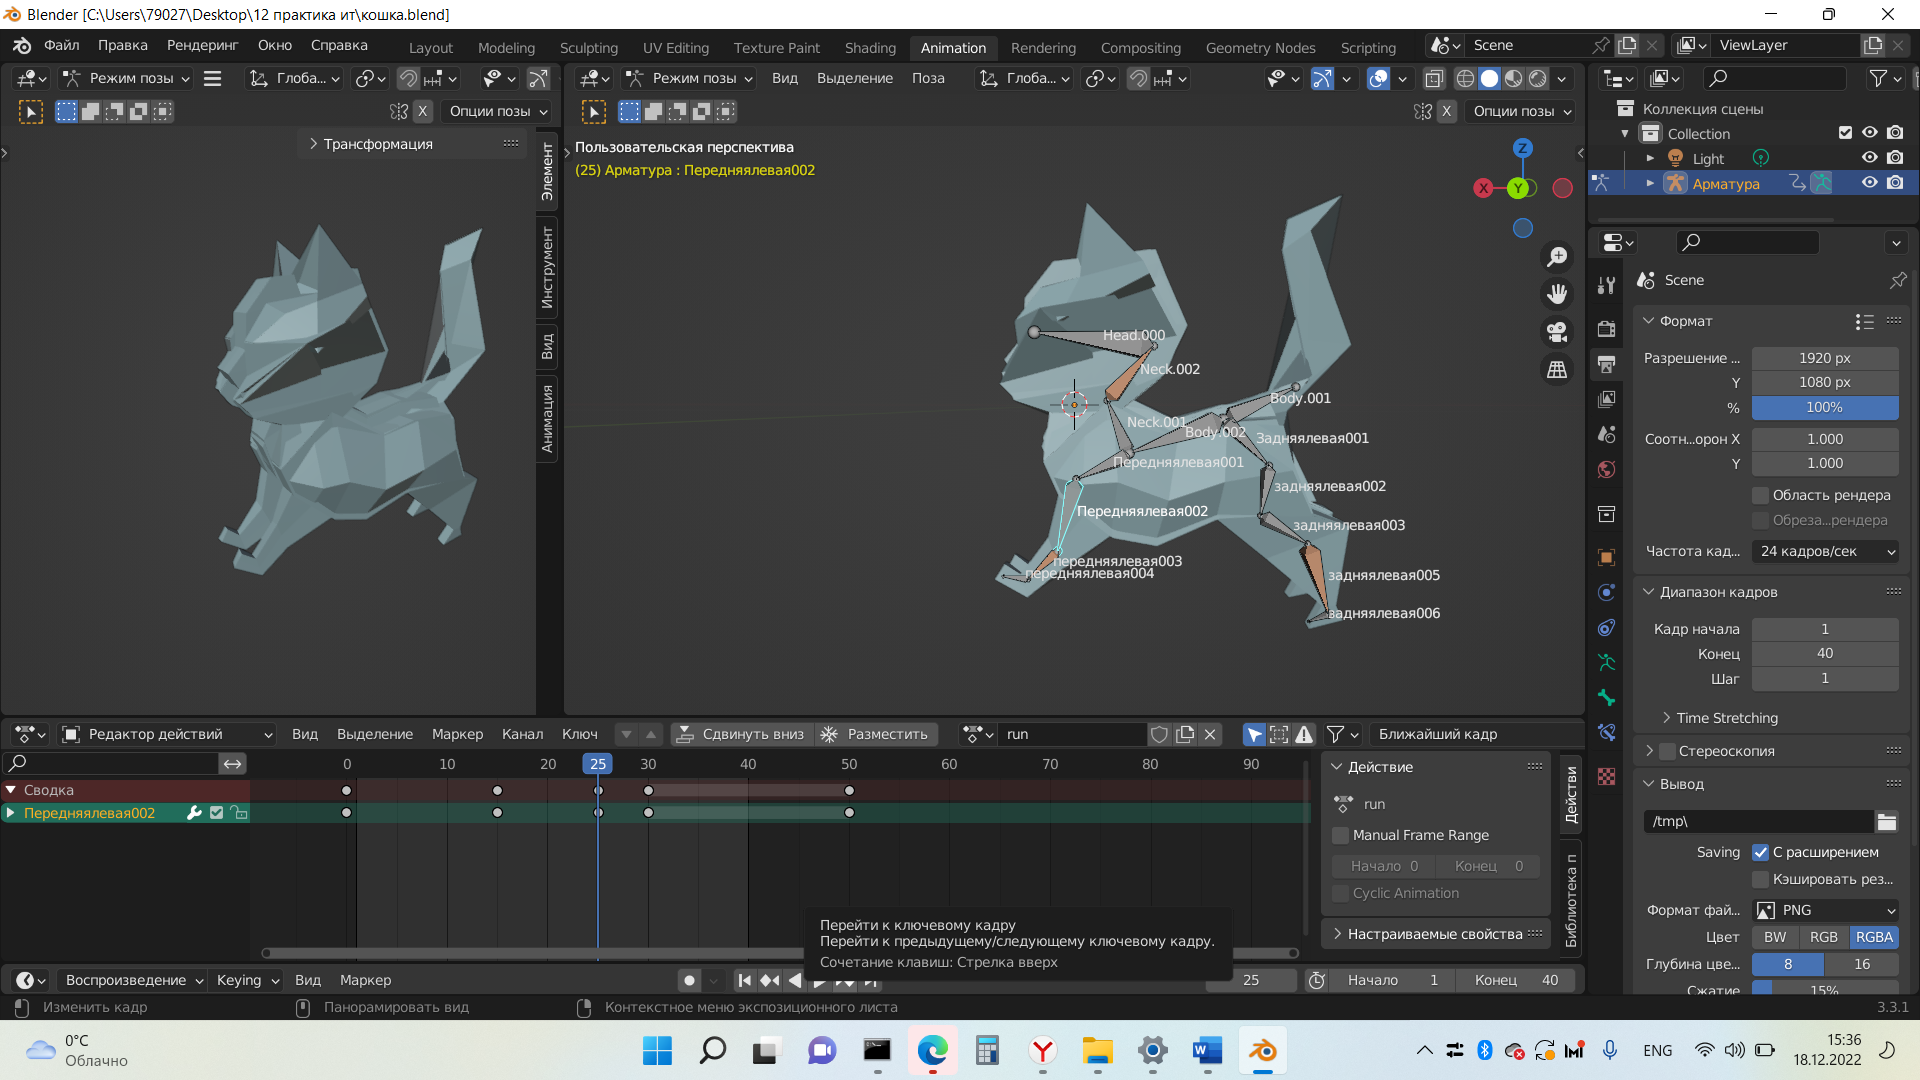 Blender [C:\Users\79027\Desktop\12 практика ит\кошка.blend]
Файл Правка Рендеринг Окно Справка Layout Modeling Sculpting UV Editing Texture Paint Shading Animation Rendering Compositing Geometry Nodes Scripting Scene ViewLayer
Режим позы Глоба... Режим позы Вид Выделение Поза Глоба...
X Опции позы X Опции позы
Трансформация
Элемент
Инструмент
Вид
Анимация
Пользовательская перспектива
(25) Арматура : Передняялевая002
Z
X Y
Head.000
Neck.002
Body.001
Neck.001
Body.002
Задняялевая001
Передняялевая001
задняялевая002
Передняялевая002
задняялевая003
передняялевая003
передняялевая004
задняялевая005
задняялевая006
Коллекция сцены
Collection
Light
Арматура
Scene
Формат
Разрешение ... 1920 px
Y 1080 px
% 100%
Соотн...орон X 1.000
Y 1.000
Область рендера
Обреза...рендера
Частота кад... 24 кадров/сек
Диапазон кадров
Кадр начала 1
Конец 40
Шаг 1
Time Stretching
Стереоскопия
Вывод
/tmp\
Saving С расширением
Кэшировать рез...
Формат фай... PNG
Цвет BW RGB RGBA
Глубина цве... 8 16
Сжатие 15%
Редактор действий Вид Выделение Маркер Канал Ключ Сдвинуть вниз Разместить run Ближайший кадр
0 10 20 25 30 40 50 60 70 80 90
Сводка
Передняялевая002
Действие
run
Manual Frame Range
Начало 0 Конец 0
Cyclic Animation
Настраиваемые свойства
Действи
Библиотека п
Перейти к ключевому кадру
Перейти к предыдущему/следующему ключевому кадру.
Сочетание клавиш: Стрелка вверх
Воспроизведение Keying Вид Маркер 25 Начало 1 Конец 40
Изменить кадр Панорамировать вид Контекстное меню экспозиционного листа 3.3.1
0°C
Облачно
ENG
15:36
18.12.2022